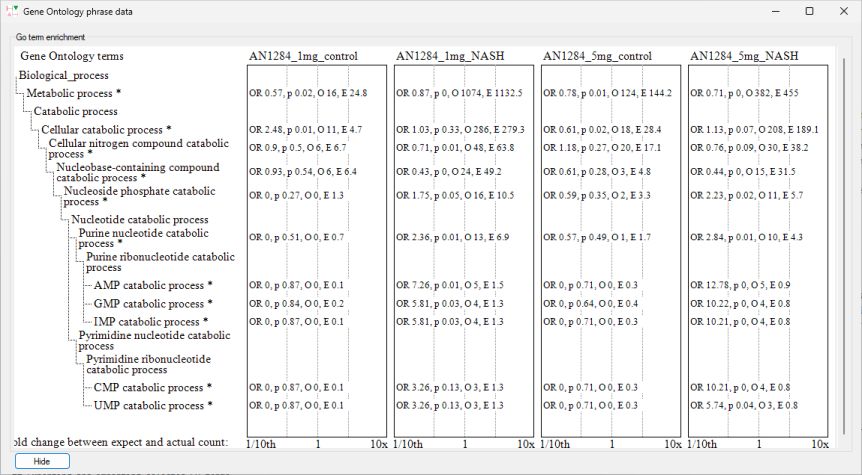 Gene Ontology phrase data
Go term enrichment
Gene Ontology terms AN1284_1mg_control AN1284_1mg_NASH AN1284_5mg_control AN1284_5mg_NASH
Biological_process
Metabolic process * OR 0.57, p 0.02, O 16, E 24.8 OR 0.87, p 0, O 1074, E 1132.5 OR 0.78, p 0.01, O 124, E 144.2 OR 0.71, p 0, O 382, E 455
Catabolic process
Cellular catabolic process * OR 2.48, p 0.01, O 11, E 4.7 OR 1.03, p 0.33, O 286, E 279.3 OR 0.61, p 0.02, O 18, E 28.4 OR 1.13, p 0.07, O 208, E 189.1
Cellular nitrogen compound catabolic
process * OR 0.9, p 0.5, O 6, E 6.7 OR 0.71, p 0.01, O 48, E 63.8 OR 1.18, p 0.27, O 20, E 17.1 OR 0.76, p 0.09, O 30, E 38.2
Nucleobase-containing compound
catabolic process * OR 0.93, p 0.54, O 6, E 6.4 OR 0.43, p 0, O 24, E 49.2 OR 0.61, p 0.28, O 3, E 4.8 OR 0.44, p 0, O 15, E 31.5
Nucleoside phosphate catabolic
process * OR 0, p 0.27, O 0, E 1.3 OR 1.75, p 0.05, O 16, E 10.5 OR 0.59, p 0.35, O 2, E 3.3 OR 2.23, p 0.02, O 11, E 5.7
Nucleotide catabolic process
Purine nucleotide catabolic
process * OR 0, p 0.51, O 0, E 0.7 OR 2.36, p 0.01, O 13, E 6.9 OR 0.57, p 0.49, O 1, E 1.7 OR 2.84, p 0.01, O 10, E 4.3
Purine ribonucleotide catabolic
process
AMP catabolic process * OR 0, p 0.87, O 0, E 0.1 OR 7.26, p 0.01, O 5, E 1.5 OR 0, p 0.71, O 0, E 0.3 OR 12.78, p 0, O 5, E 0.9
GMP catabolic process * OR 0, p 0.84, O 0, E 0.2 OR 5.81, p 0.03, O 4, E 1.3 OR 0, p 0.64, O 0, E 0.4 OR 10.22, p 0, O 4, E 0.8
IMP catabolic process * OR 0, p 0.87, O 0, E 0.1 OR 5.81, p 0.03, O 4, E 1.3 OR 0, p 0.71, O 0, E 0.3 OR 10.21, p 0, O 4, E 0.8
Pyrimidine nucleotide catabolic
process
Pyrimidine ribonucleotide
catabolic process
CMP catabolic process * OR 0, p 0.87, O 0, E 0.1 OR 3.26, p 0.13, O 3, E 1.3 OR 0, p 0.71, O 0, E 0.3 OR 10.21, p 0, O 4, E 0.8
UMP catabolic process * OR 0, p 0.87, O 0, E 0.1 OR 3.26, p 0.13, O 3, E 1.3 OR 0, p 0.71, O 0, E 0.3 OR 5.74, p 0.04, O 3, E 0.8
old change between expect and actual count: 1/10th 1 10x 1/10th 1 10x 1/10th 1 10x 1/10th 1 10x
Hide